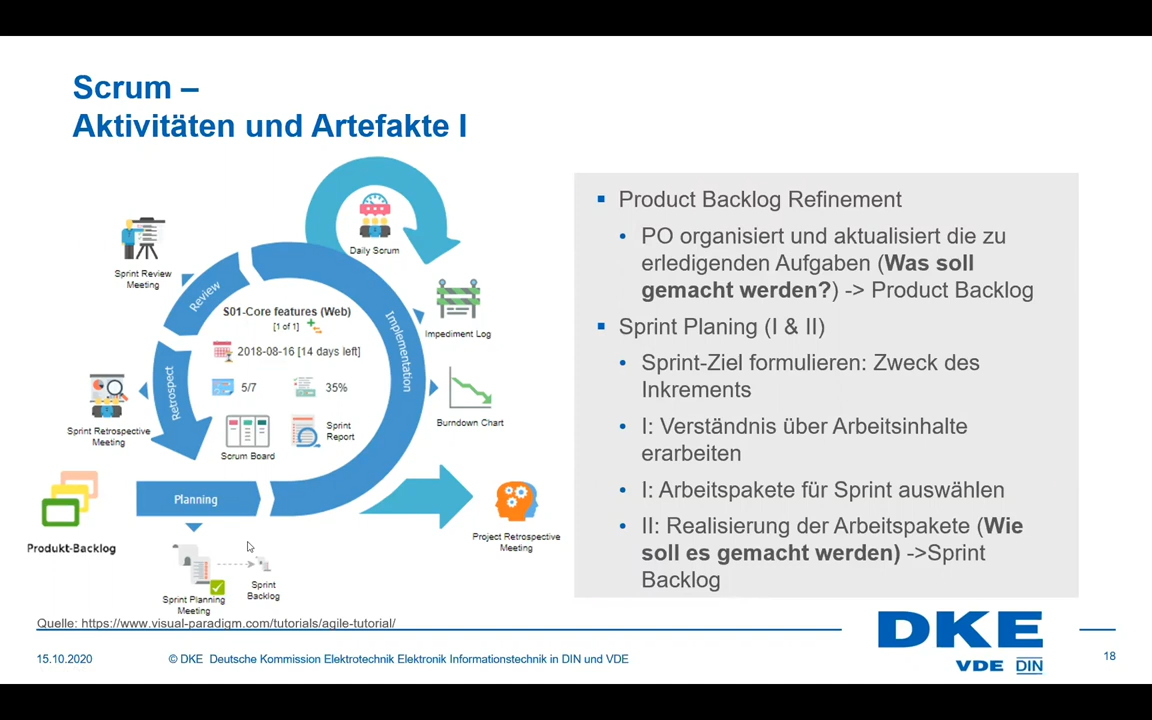 Scrum –
Aktivitäten und Artefakte I
Daily Scrum
Sprint Review
Meeting
Review
S01-Core features (Web)
[1 of 1]
2018-08-16 [14 days left]
5/7
35%
Scrum Board
Sprint
Report
Implementation
Impediment Log
Burndown Chart
Retrospect
Sprint Retrospective
Meeting
Planning
Produkt-Backlog
Sprint Planning
Meeting
Sprint
Backlog
Project Retrospective
Meeting
Product Backlog Refinement
PO organisiert und aktualisiert die zu
erledigenden Aufgaben (Was soll
gemacht werden?) -> Product Backlog
Sprint Planing (I & II)
Sprint-Ziel formulieren: Zweck des
Inkrements
I: Verständnis über Arbeitsinhalte
erarbeiten
I: Arbeitspakete für Sprint auswählen
II: Realisierung der Arbeitspakete (Wie
soll es gemacht werden) ->Sprint
Backlog
Quelle: https://www.visual-paradigm.com/tutorials/agile-tutorial/
15.10.2020
© DKE Deutsche Kommission Elektrotechnik Elektronik Informationstechnik in DIN und VDE
DKE
VDE DIN
18